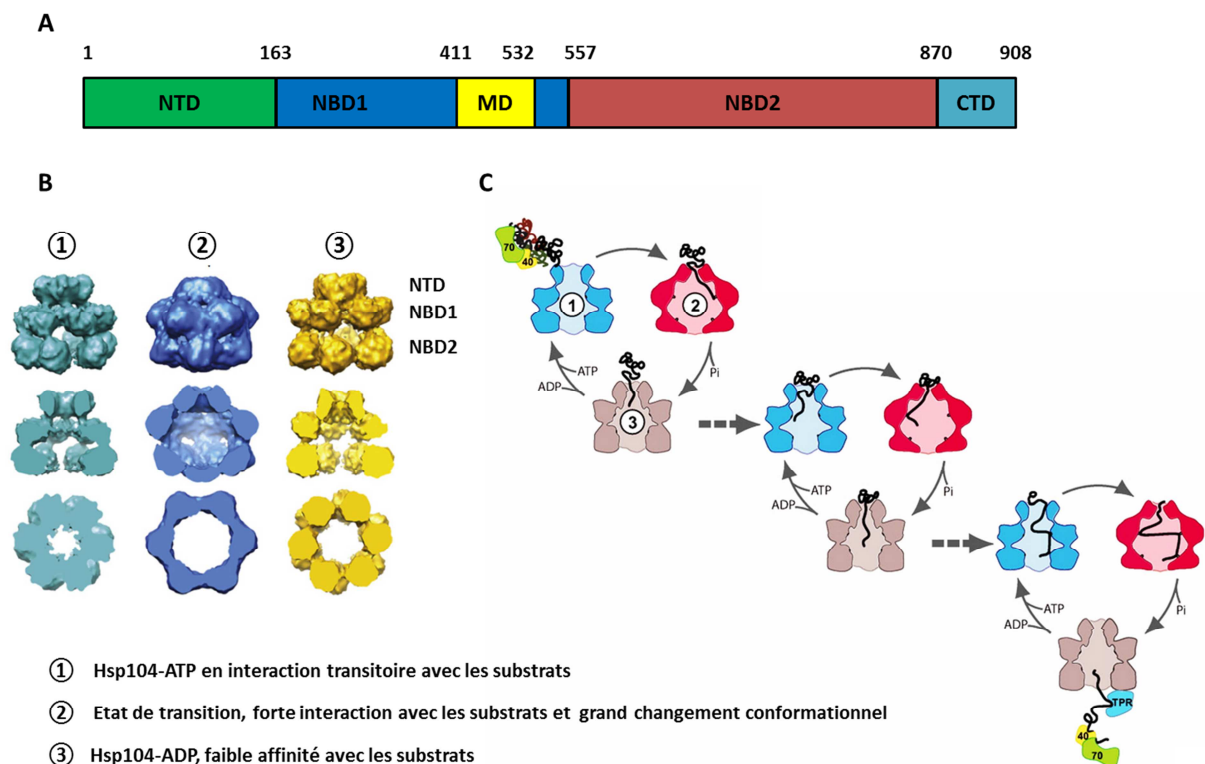 A
1 163 411 532 557 870 908
NTD NBD1 MD NBD2 CTD
B
C
① ② ③
NTD
NBD1
NBD2
70
40
① ②
ATP
ADP
Pi
③
ATP
ADP
Pi
ATP
ADP
Pi
TPR
40
70
① Hsp104-ATP en interaction transitoire avec les substrats
② Etat de transition, forte interaction avec les substrats et grand changement conformationnel
③ Hsp104-ADP, faible affinité avec les substrats